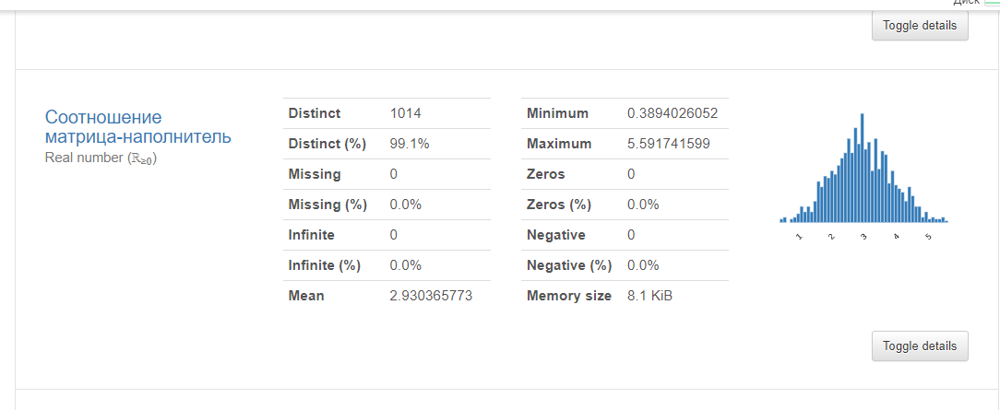 Диск
Toggle details
Соотношение
матрица-наполнитель
Real number (ℝ≥0)
Distinct 1014
Distinct (%) 99.1%
Missing 0
Missing (%) 0.0%
Infinite 0
Infinite (%) 0.0%
Mean 2.930365773
Minimum 0.3894026052
Maximum 5.591741599
Zeros 0
Zeros (%) 0.0%
Negative 0
Negative (%) 0.0%
Memory size 8.1 KiB
1 2 3 4 5
Toggle details